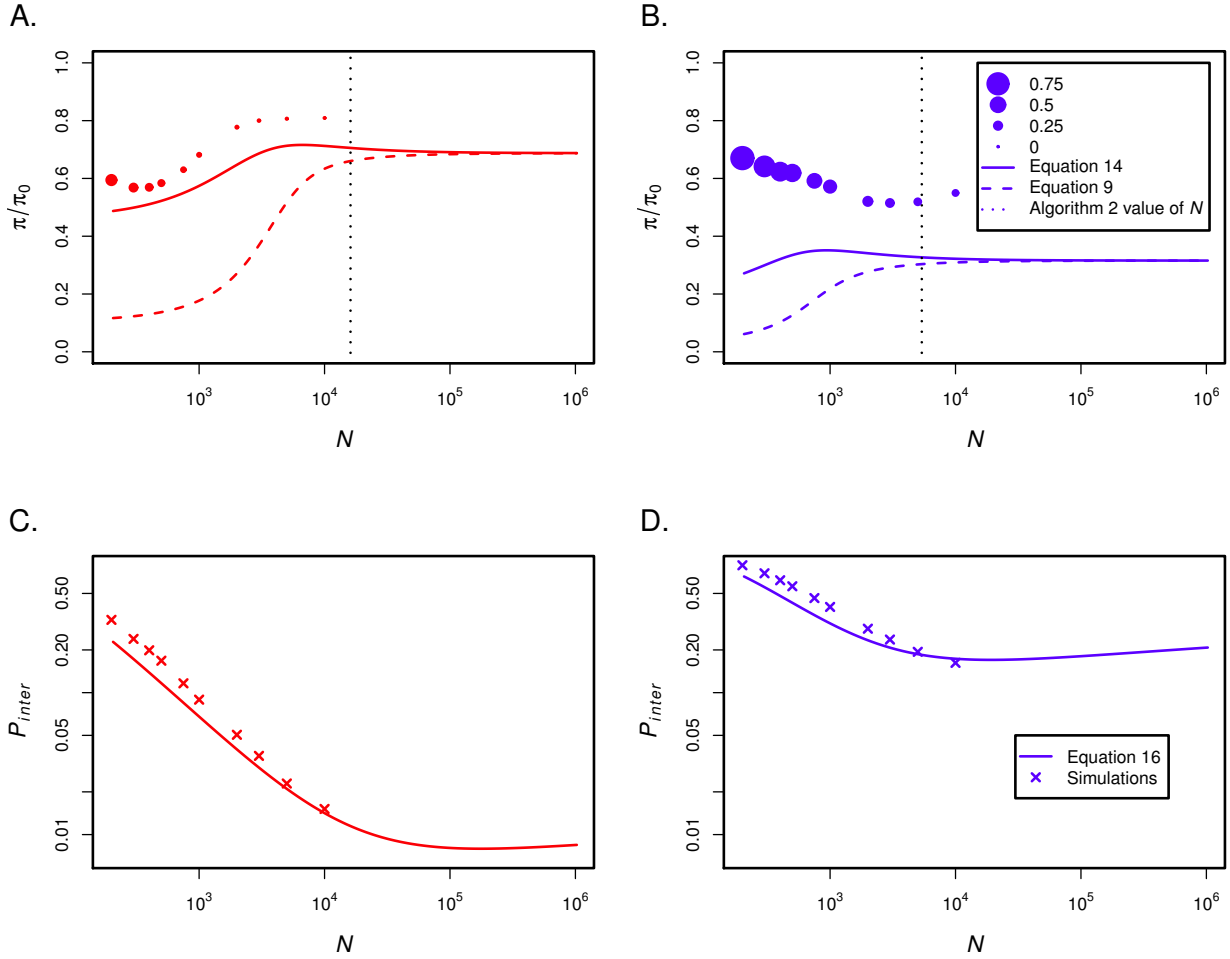 A.
π/π0
1.0
0.8
0.6
0.4
0.2
0.0
10^3
10^4
10^5
10^6
N
B.
π/π0
1.0
0.8
0.6
0.4
0.2
0.0
0.75
0.5
0.25
0
Equation 14
Equation 9
Algorithm 2 value of N
10^3
10^4
10^5
10^6
N
C.
P_inter
0.50
0.20
0.05
0.01
10^3
10^4
10^5
10^6
N
D.
P_inter
0.50
0.20
0.05
0.01
Equation 16
Simulations
10^3
10^4
10^5
10^6
N